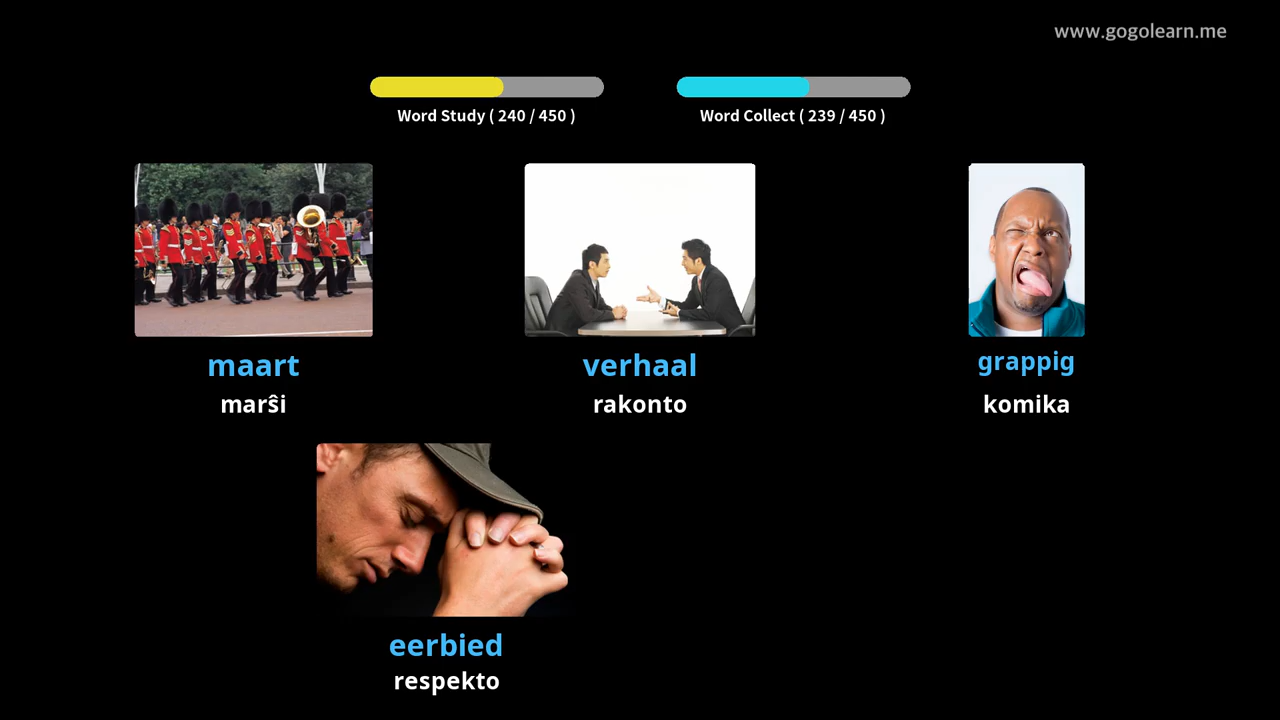 www.gogolearn.me
Word Study ( 240 / 450 )
Word Collect ( 239 / 450 )
maart
marŝi
verhaal
rakonto
grappig
komika
eerbied
respekto